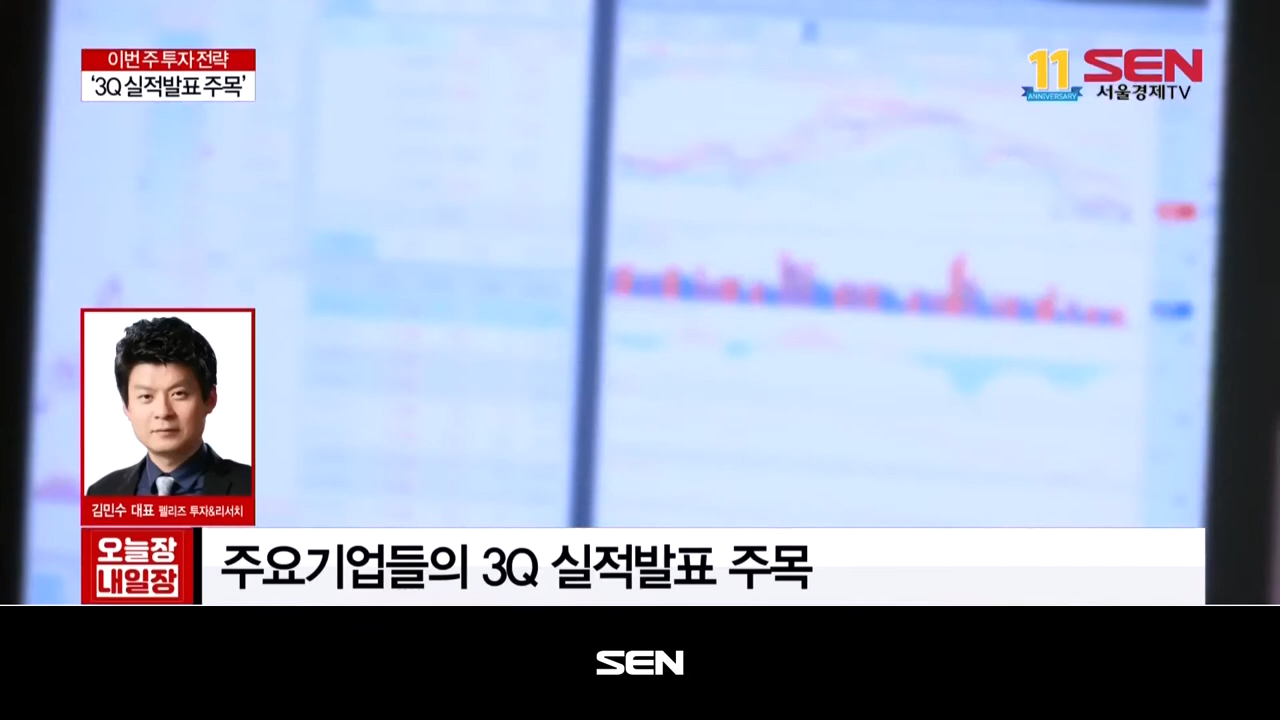 이번 주 투자 전략
‘3Q 실적발표 주목’
11
ANNIVERSARY
SEN
서울경제TV
김민수 대표 펠리즈 투자&리서치
오늘장
내일장
주요기업들의 3Q 실적발표 주목
SEN